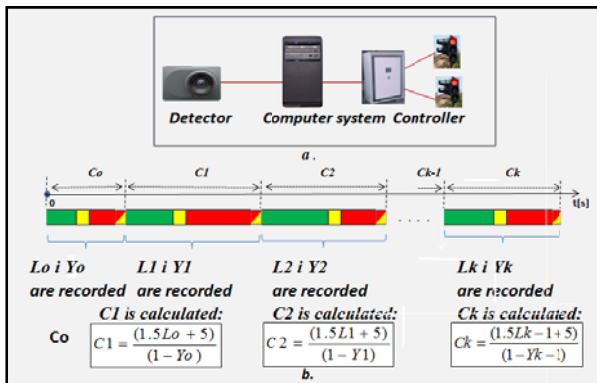 Detector Computer system Controller
a.
Co C1 C2 Ck-1 Ck
0 t[s]
Lo i Yo L1 i Y1 L2 i Y2 Lk i Yk
are recorded are recorded are recorded are recorded
C1 is calculated: C2 is calculated: Ck is calculated:
Co C1 = (1.5Lo + 5) / (1 − Yo) C2 = (1.5L1 + 5) / (1 − Y1) Ck = (1.5Lk − 1 + 5) / (1 − Yk − 1)
b.